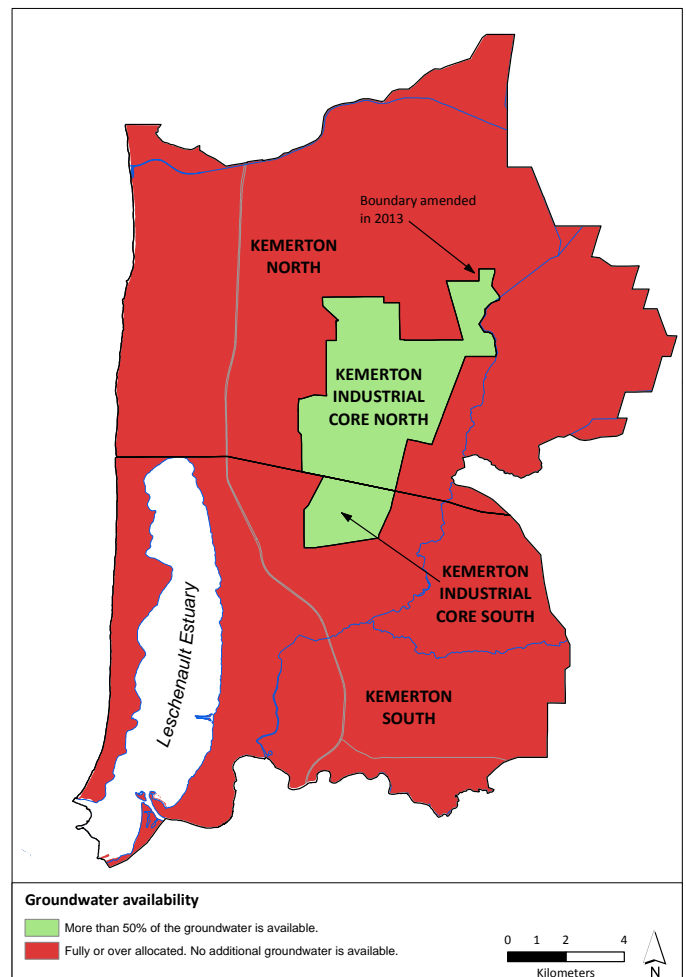 Boundary amended
in 2013
KEMERTON
NORTH
KEMERTON
INDUSTRIAL
CORE NORTH
KEMERTON
INDUSTRIAL
CORE SOUTH
Leschenault Estuary
KEMERTON
SOUTH
Groundwater availability
More than 50% of the groundwater is available.
Fully or over allocated. No additional groundwater is available.
0 1 2 4
Kilometers
N